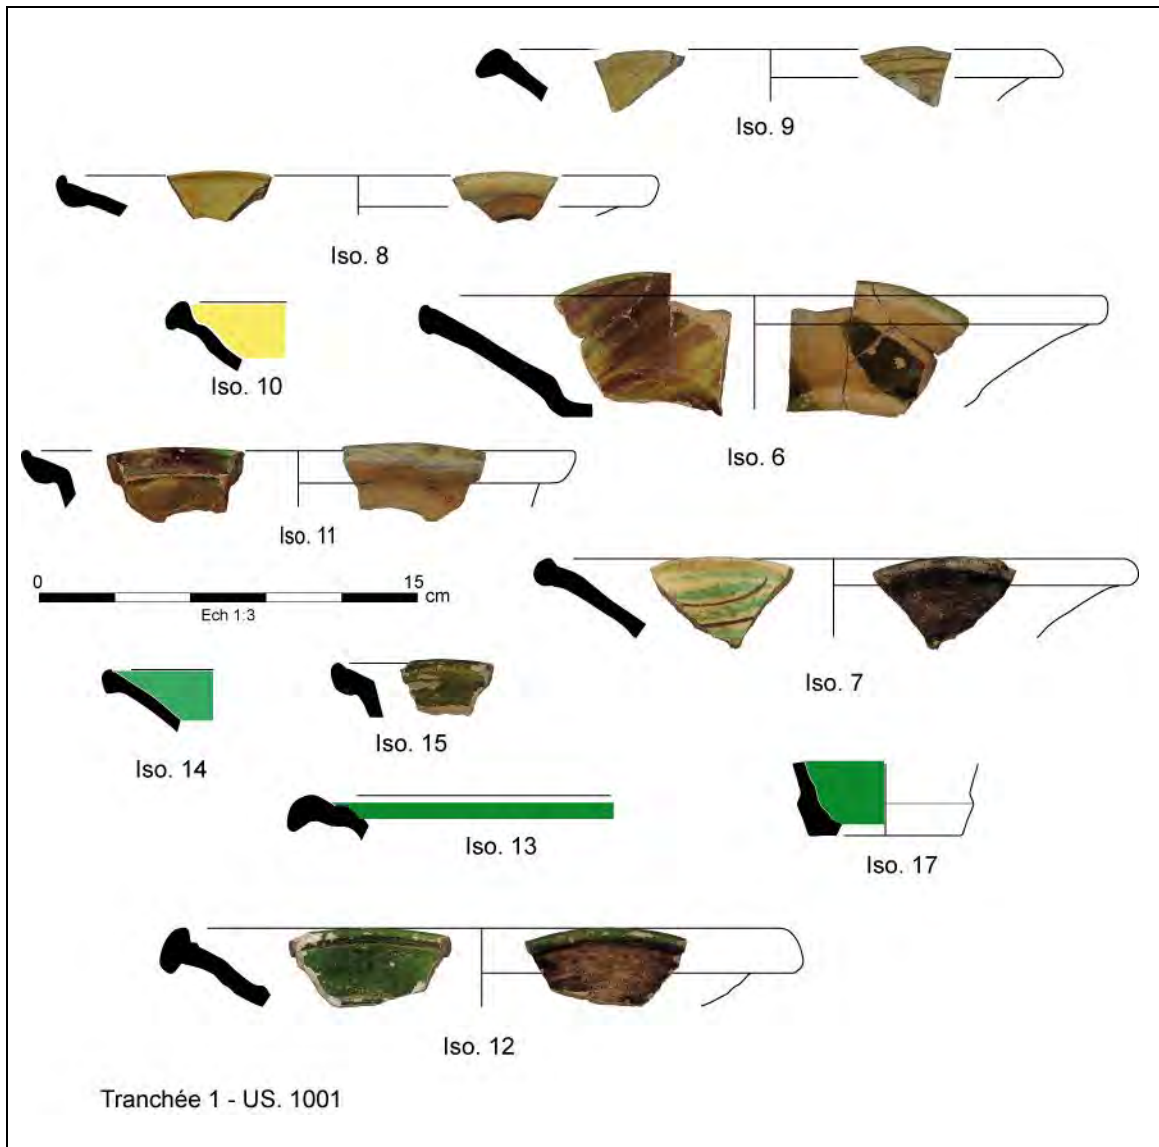 Iso. 9
Iso. 8
Iso. 10
Iso. 6
Iso. 11
0 15
cm
Ech 1:3
Iso. 7
Iso. 14
Iso. 15
Iso. 13
Iso. 17
Iso. 12
Tranchée 1 - US. 1001